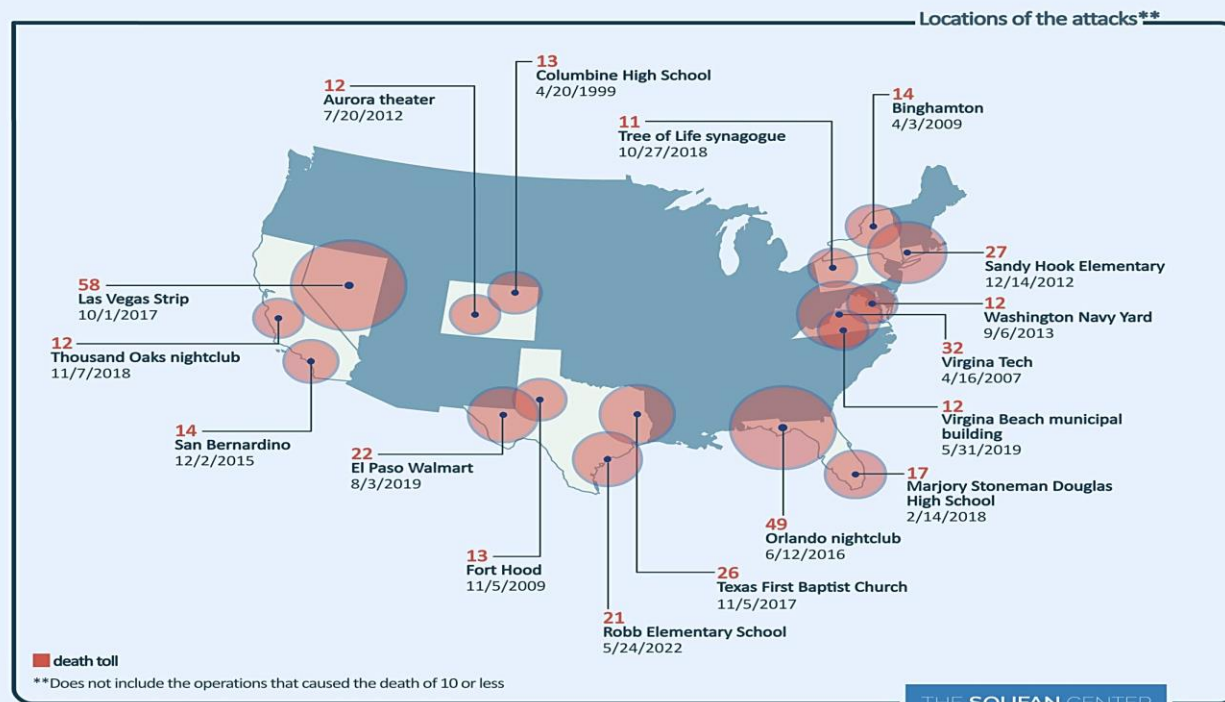 Locations of the attacks**
13
Columbine High School
4/20/1999
12
Aurora theater
7/20/2012
14
Binghamton
4/3/2009
11
Tree of Life synagogue
10/27/2018
27
Sandy Hook Elementary
12/14/2012
58
Las Vegas Strip
10/1/2017
12
Washington Navy Yard
9/6/2013
12
Thousand Oaks nightclub
11/7/2018
32
Virgina Tech
4/16/2007
12
Virgina Beach municipal
building
5/31/2019
14
San Bernardino
12/2/2015
22
El Paso Walmart
8/3/2019
17
Marjory Stoneman Douglas
High School
2/14/2018
49
Orlando nightclub
6/12/2016
13
Fort Hood
11/5/2009
26
Texas First Baptist Church
11/5/2017
21
Robb Elementary School
5/24/2022
death toll
**Does not include the operations that caused the death of 10 or less
THE SOUFAN CENTER